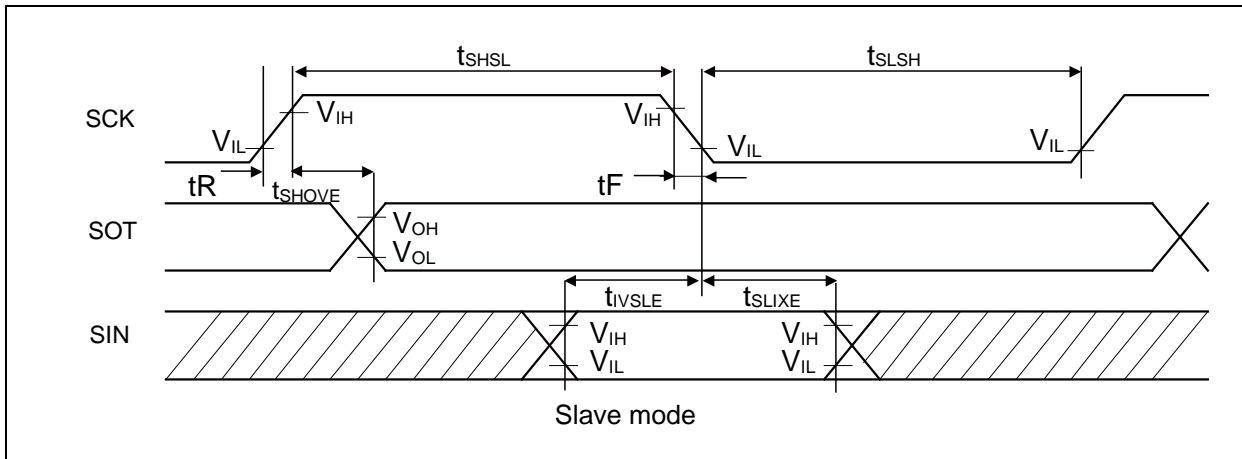 tSHSL tSLSH
SCK VIH VIH
VIL VIL VIL
tR tSHOVE tF
SOT VOH
VOL
tIVSLE tSLIXE
SIN VIH VIH
VIL VIL
Slave mode